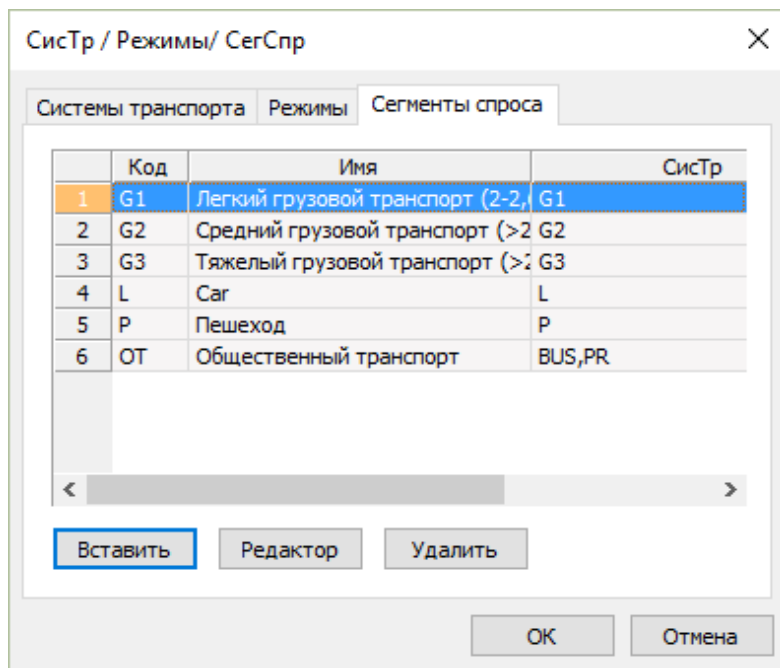 СисТр / Режимы/ СегСпр
Системы транспорта Режимы Сегменты спроса
Код Имя СисТр
1 G1 Легкий грузовой транспорт (2-2, G1
2 G2 Средний грузовой транспорт (>2 G2
3 G3 Тяжелый грузовой транспорт (>2 G3
4 L Car L
5 P Пешеход P
6 OT Общественный транспорт BUS,PR
Вставить Редактор Удалить
ОК Отмена